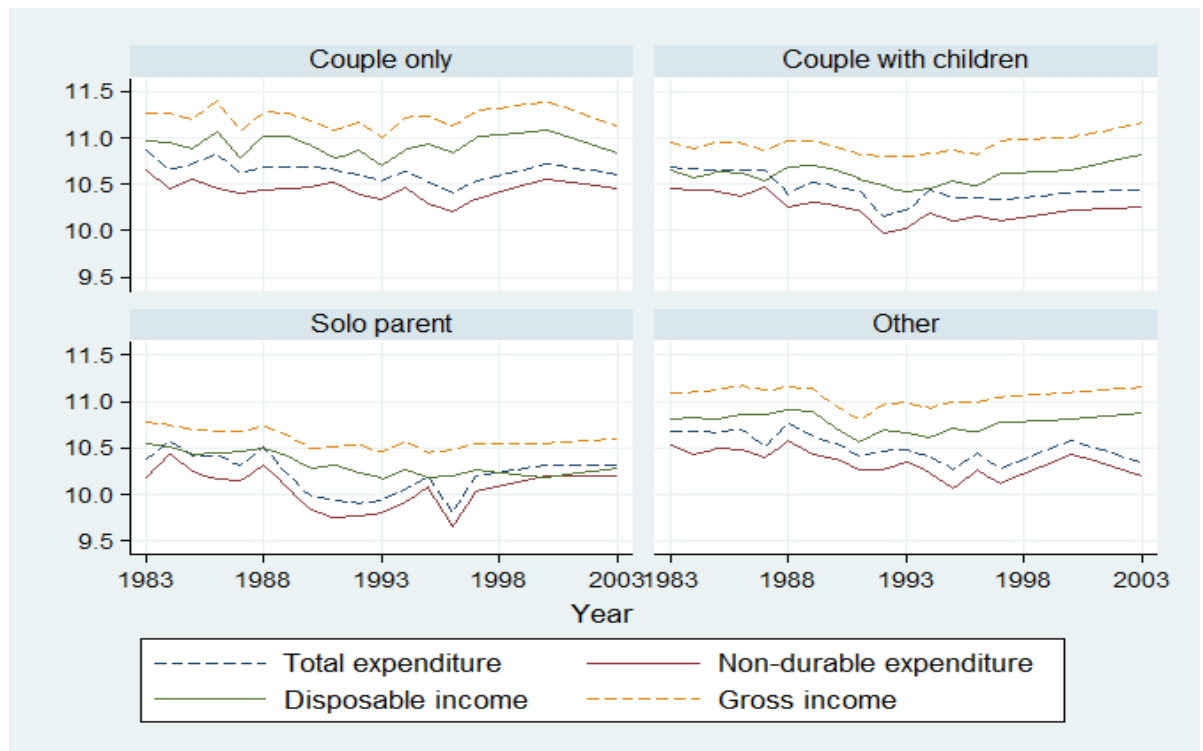 Couple only Couple with children
11.5
11.0
10.5
10.0
9.5
Solo parent Other
11.5
11.0
10.5
10.0
9.5
1983 1988 1993 1998 2003 1983 1988 1993 1998 2003
Year
Total expenditure Non-durable expenditure
Disposable income Gross income